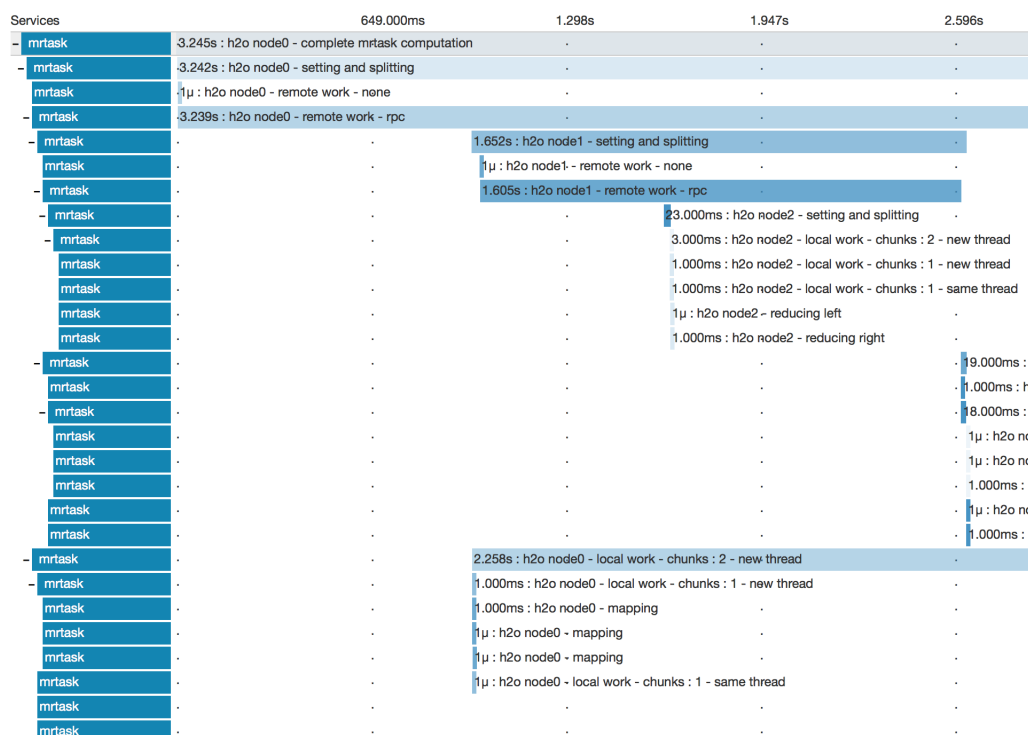 Services 649.000ms 1.298s 1.947s 2.596s
- mrtask 3.245s : h2o node0 - complete mrtask computation
- mrtask 3.242s : h2o node0 - setting and splitting
mrtask 1μ : h2o node0 - remote work - none
- mrtask 3.239s : h2o node0 - remote work - rpc
- mrtask 1.652s : h2o node1 - setting and splitting
mrtask 1μ : h2o node1 - remote work - none
- mrtask 1.605s : h2o node1 - remote work - rpc
- mrtask 23.000ms : h2o node2 - setting and splitting
- mrtask 3.000ms : h2o node2 - local work - chunks : 2 - new thread
mrtask 1.000ms : h2o node2 - local work - chunks : 1 - new thread
mrtask 1.000ms : h2o node2 - local work - chunks : 1 - same thread
mrtask 1μ : h2o node2 - reducing left
mrtask 1.000ms : h2o node2 - reducing right
- mrtask 19.000ms :
mrtask 1.000ms : h
- mrtask 18.000ms :
mrtask 1μ : h2o no
mrtask 1μ : h2o no
mrtask 1.000ms :
mrtask 1μ : h2o no
mrtask 1.000ms :
- mrtask 2.258s : h2o node0 - local work - chunks : 2 - new thread
- mrtask 1.000ms : h2o node0 - local work - chunks : 1 - new thread
mrtask 1.000ms : h2o node0 - mapping
mrtask 1μ : h2o node0 - mapping
mrtask 1μ : h2o node0 - mapping
mrtask 1μ : h2o node0 - local work - chunks : 1 - same thread
mrtask
mrtask